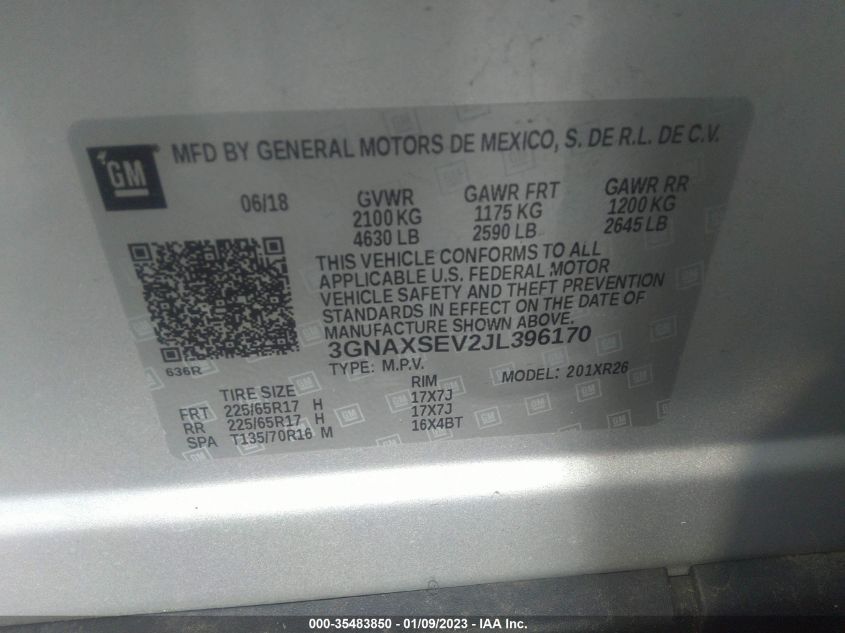 GM
MFD BY GENERAL MOTORS DE MEXICO, S. DE R.L. DE C.V.
06/18 GVWR GAWR FRT GAWR RR
2100 KG 1175 KG 1200 KG
4630 LB 2590 LB 2645 LB
THIS VEHICLE CONFORMS TO ALL
APPLICABLE U.S. FEDERAL MOTOR
VEHICLE SAFETY AND THEFT PREVENTION
STANDARDS IN EFFECT ON THE DATE OF
MANUFACTURE.
3GNAXSEV2JL396170
636R
TYPE: M.P.V. MODEL: 201XR26
TIRE SIZE RIM
FRT 225/65R17 H 17X7J
RR 225/65R17 H 17X7J
SPA T135/70R16 M 16X4BT
000-35483850 - 01/09/2023 - IAA Inc.